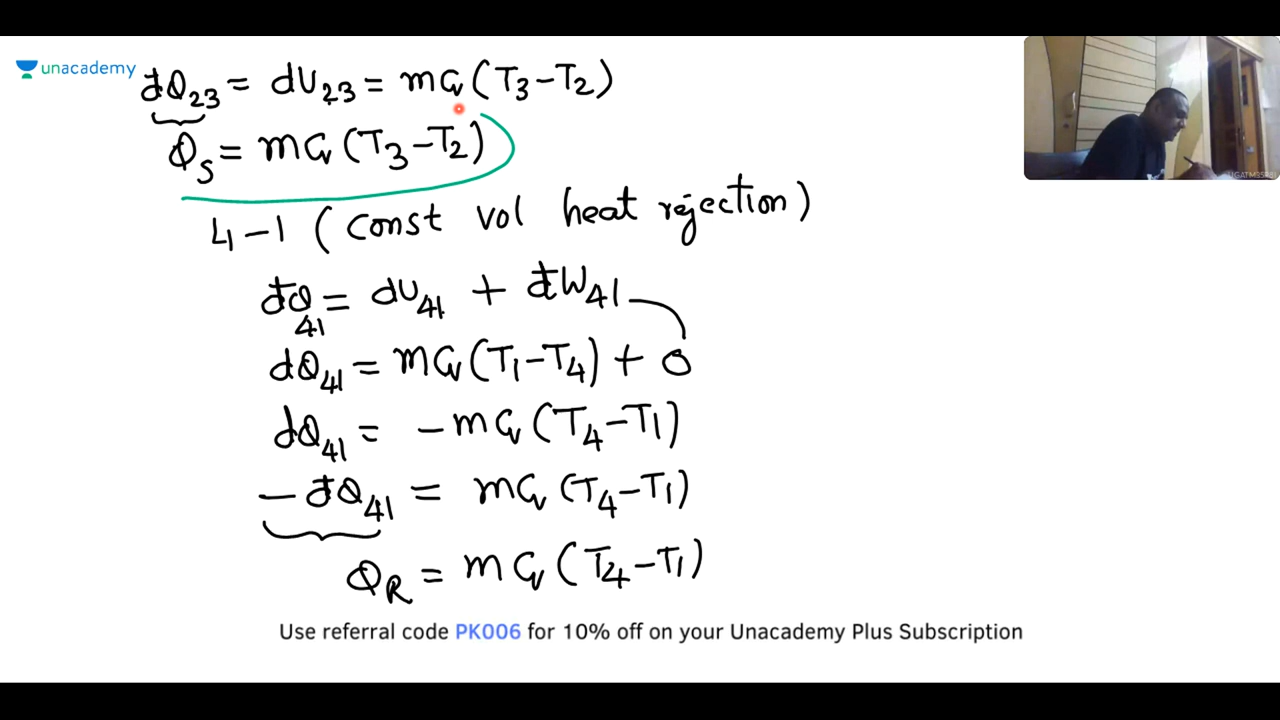 unacademy
đQ₂₃ = dU₂₃ = mCv(T₃–T₂)
Qs = mCv(T₃–T₂)
4–1 (const vol heat rejection)
đQ₄₁ = dU₄₁ + đW₄₁
dQ₄₁ = mCv(T₁–T₄) + 0
dQ₄₁ = –mCv(T₄–T₁)
–đQ₄₁ = mCv(T₄–T₁)
QR = mCv(T₄–T₁)
Use referral code PK006 for 10% off on your Unacademy Plus Subscription